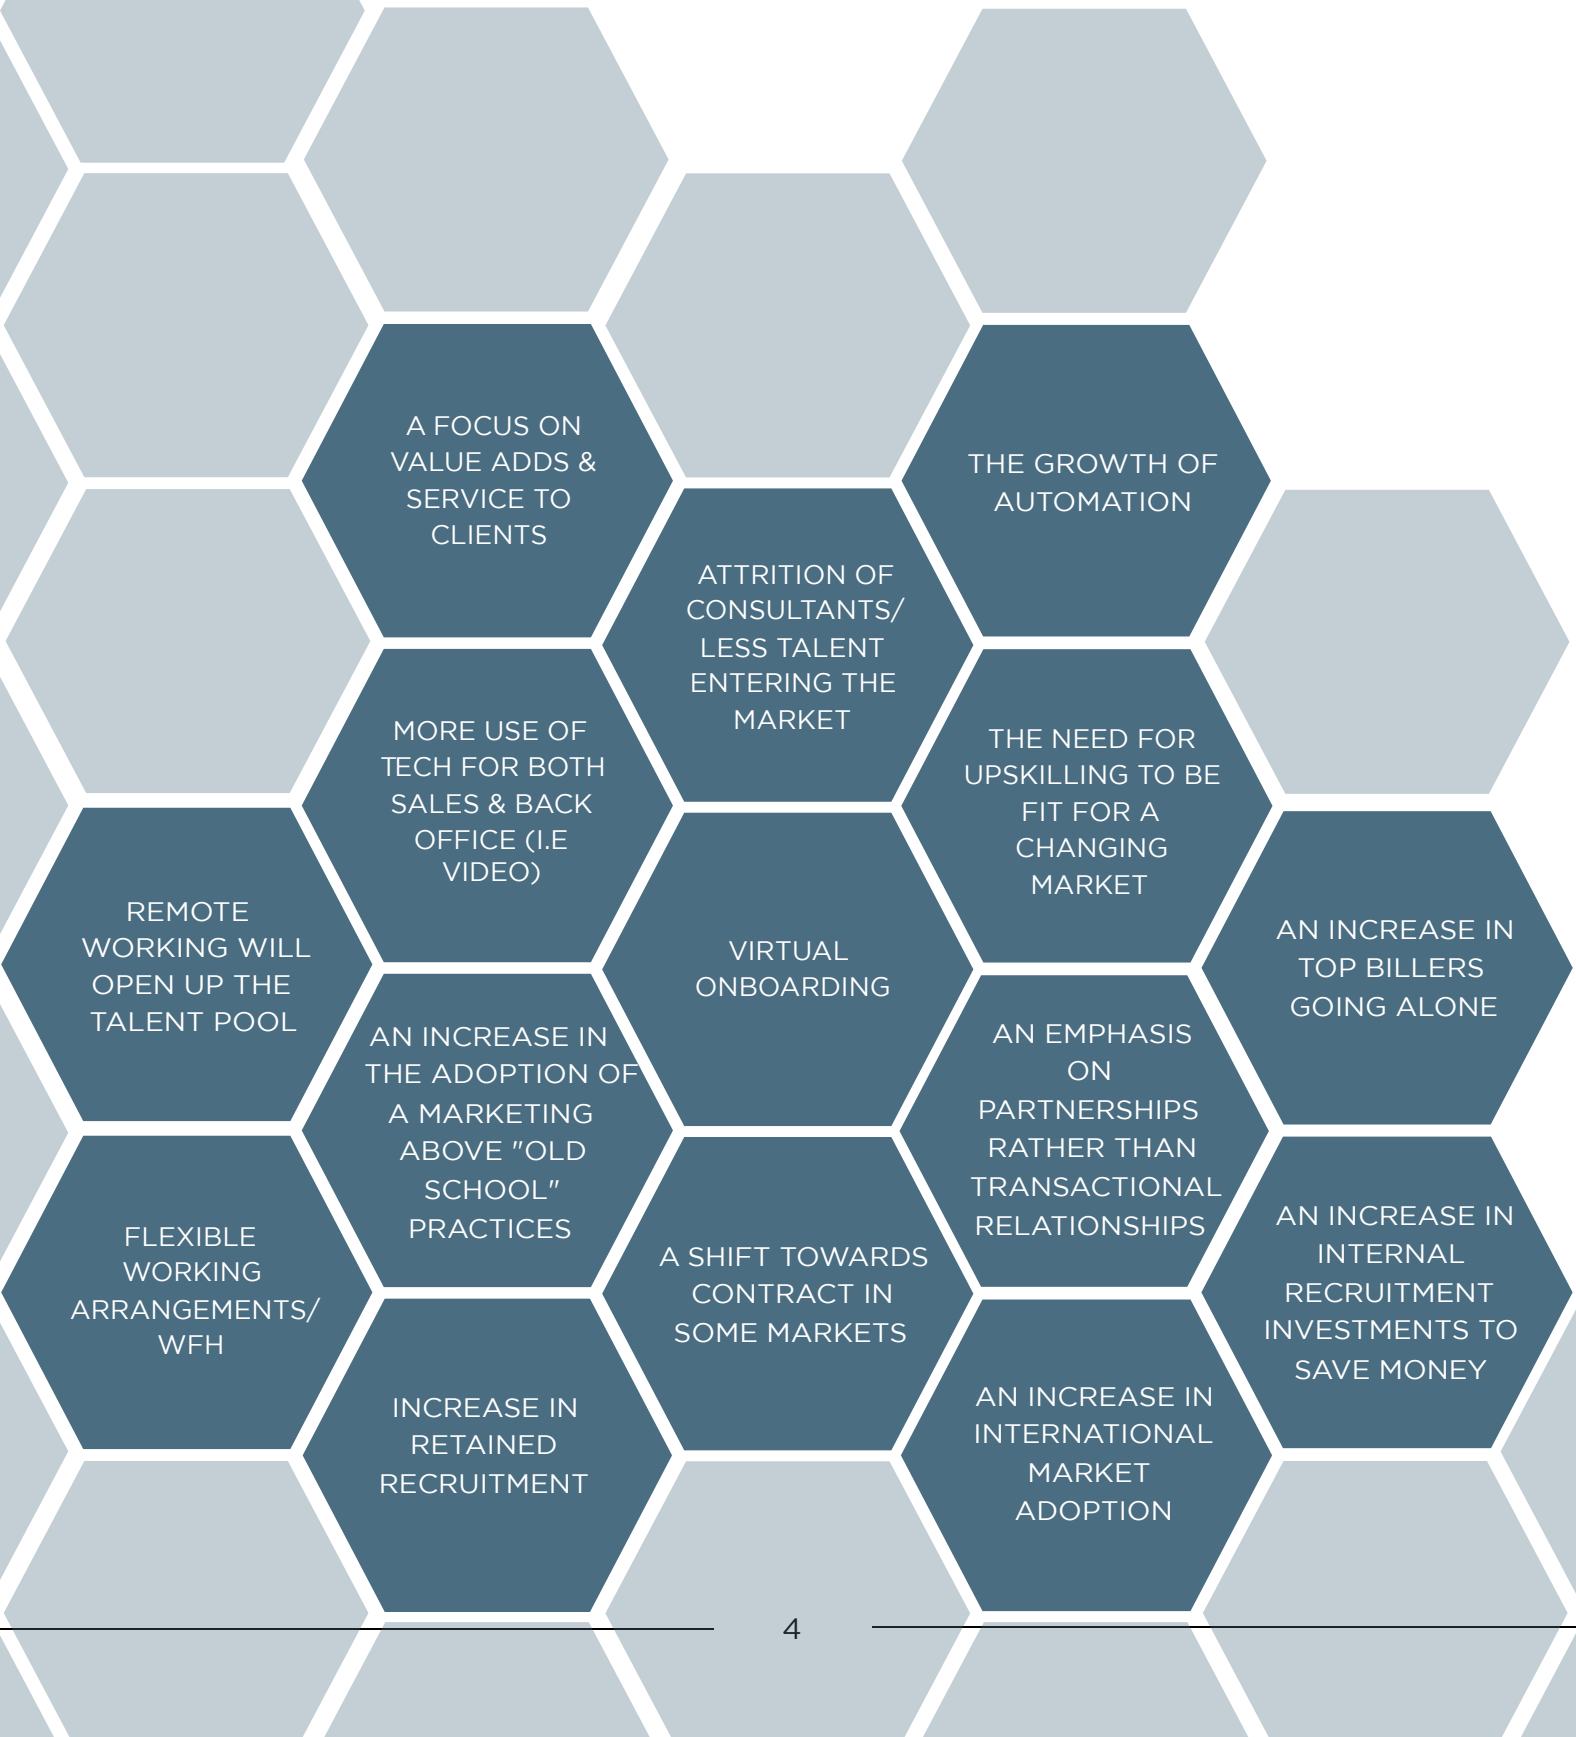 A FOCUS ON
VALUE ADDS &
SERVICE TO
CLIENTS
THE GROWTH OF
AUTOMATION
ATTRITION OF
CONSULTANTS/
LESS TALENT
ENTERING THE
MARKET
MORE USE OF
TECH FOR BOTH
SALES & BACK
OFFICE (I.E
VIDEO)
THE NEED FOR
UPSKILLING TO BE
FIT FOR A
CHANGING
MARKET
REMOTE
WORKING WILL
OPEN UP THE
TALENT POOL
VIRTUAL
ONBOARDING
AN INCREASE IN
TOP BILLERS
GOING ALONE
AN INCREASE IN
THE ADOPTION OF
A MARKETING
ABOVE "OLD
SCHOOL"
PRACTICES
AN EMPHASIS
ON
PARTNERSHIPS
RATHER THAN
TRANSACTIONAL
RELATIONSHIPS
FLEXIBLE
WORKING
ARRANGEMENTS/
WFH
A SHIFT TOWARDS
CONTRACT IN
SOME MARKETS
AN INCREASE IN
INTERNAL
RECRUITMENT
INVESTMENTS TO
SAVE MONEY
INCREASE IN
RETAINED
RECRUITMENT
AN INCREASE IN
INTERNATIONAL
MARKET
ADOPTION
4